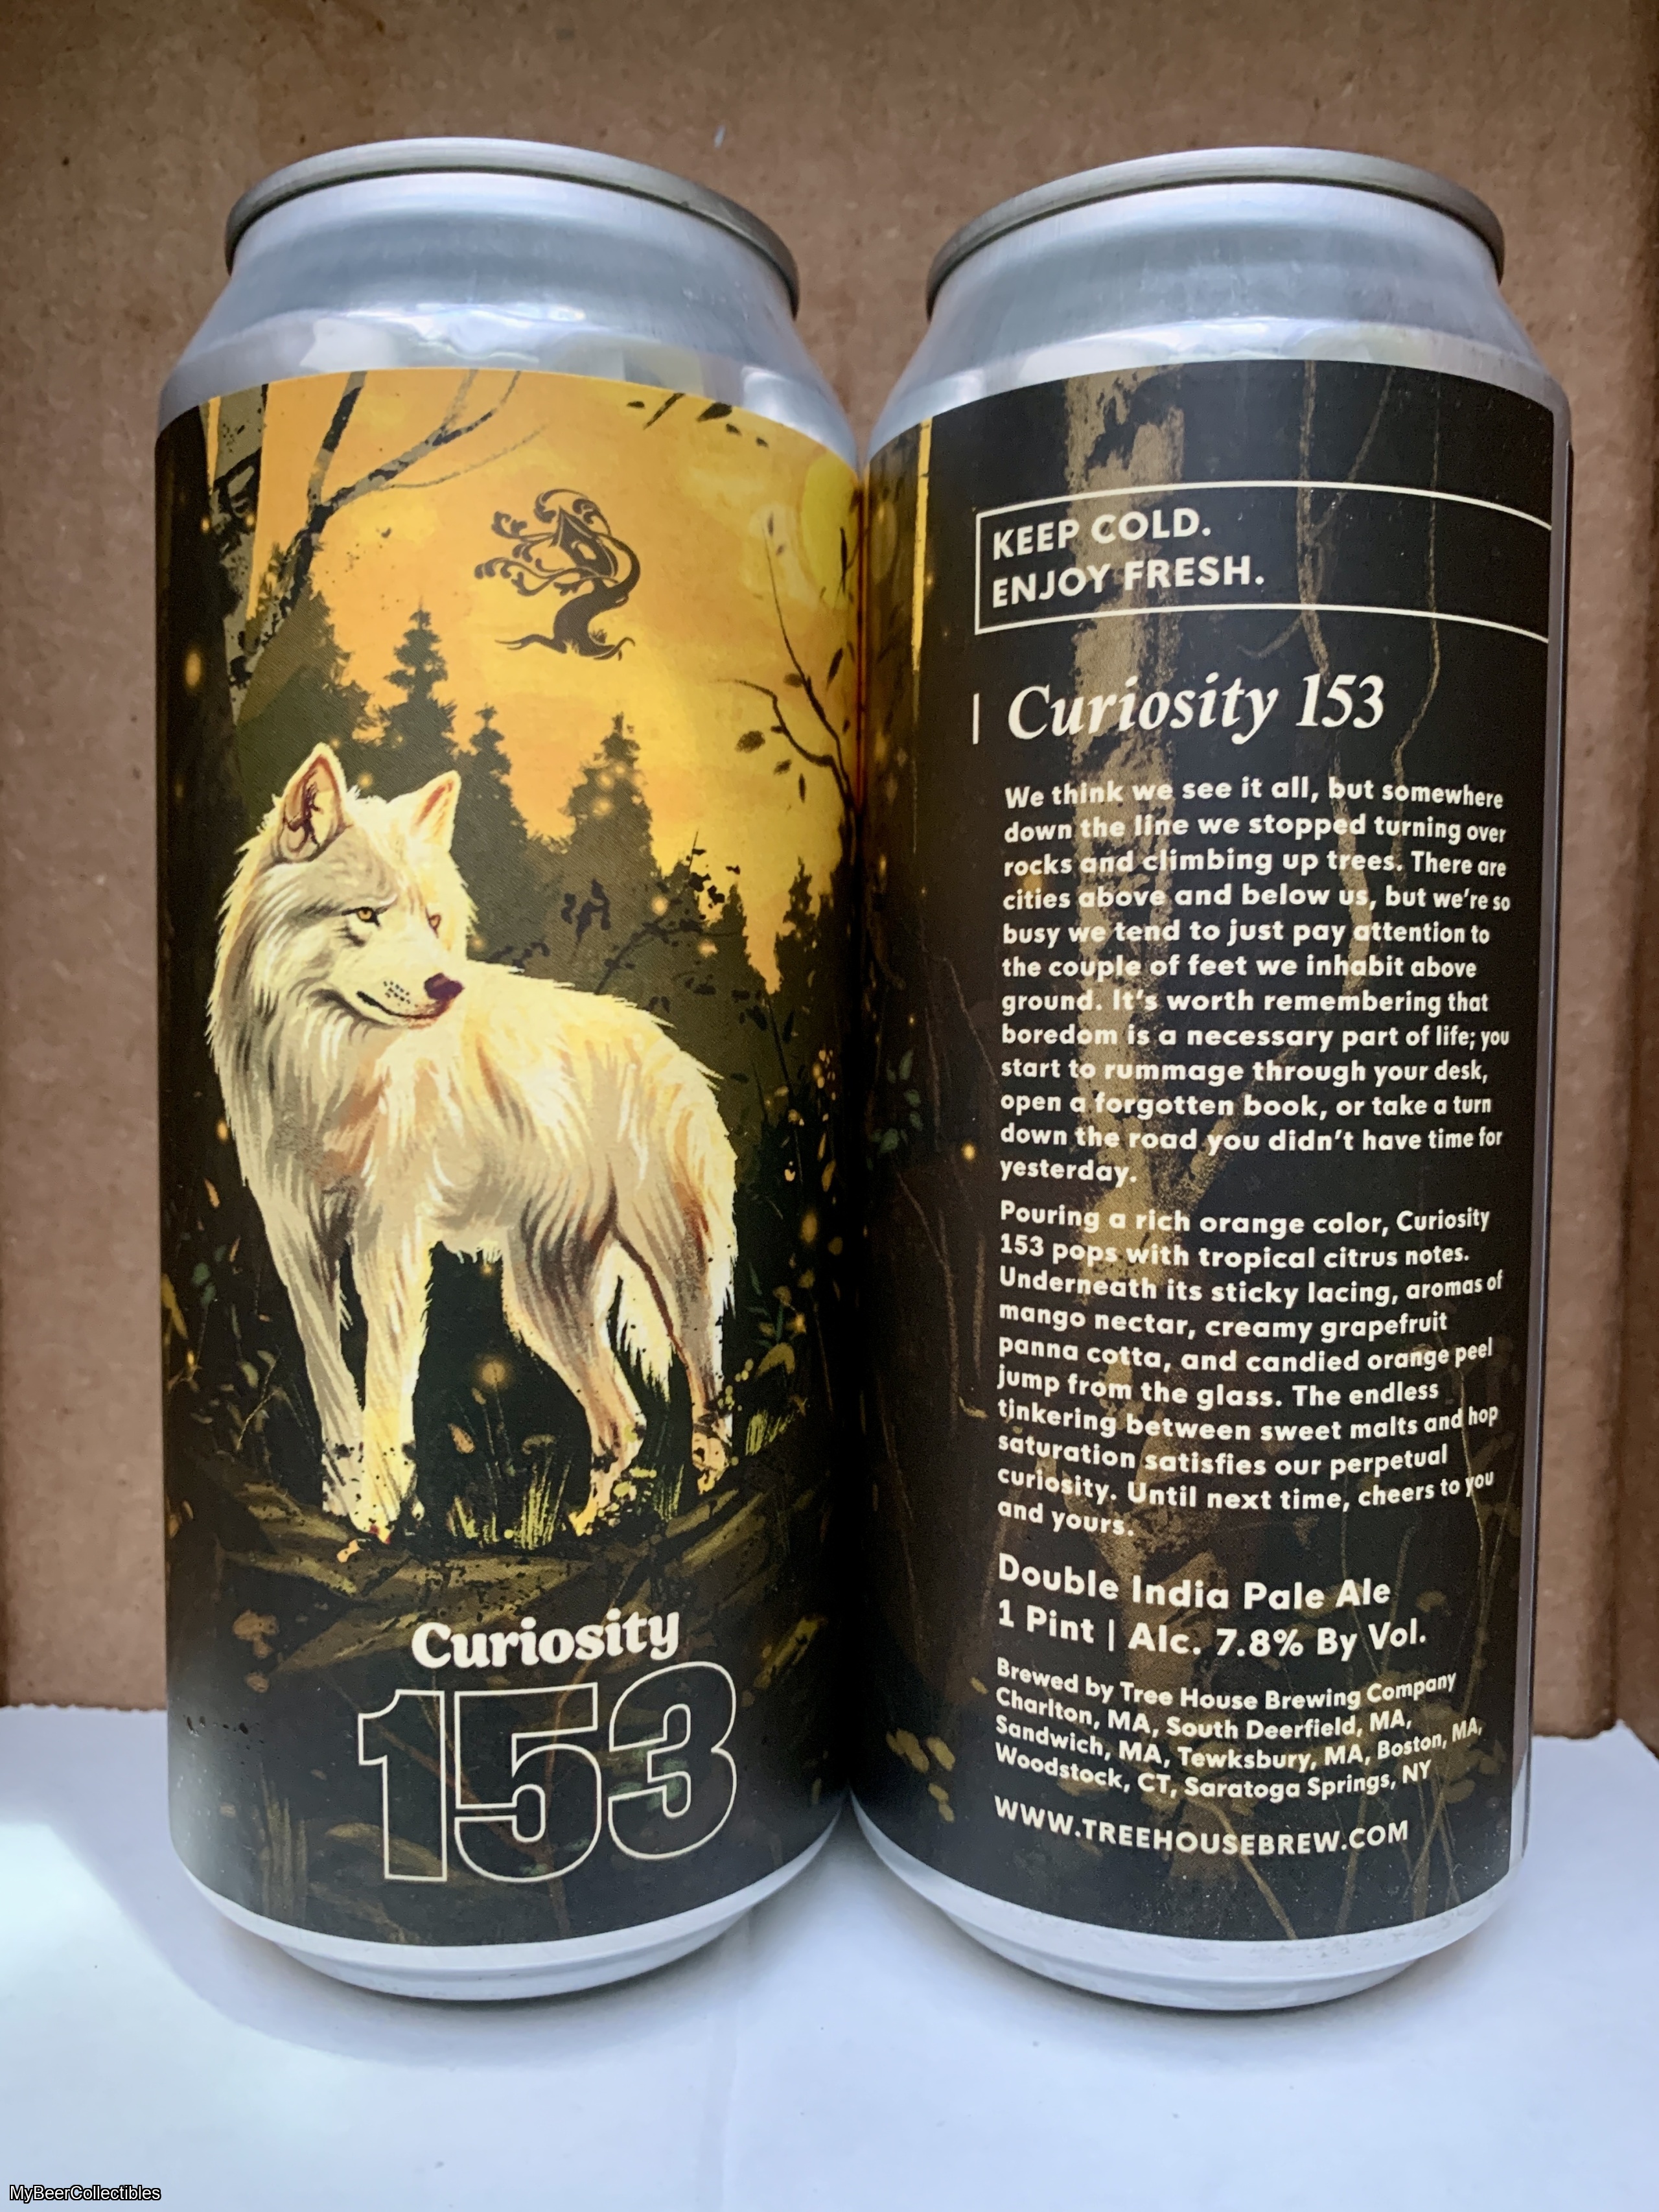 Curiosity
153
KEEP COLD.
ENJOY FRESH.
Curiosity 153
We think we see it all, but somewhere
down the line we stopped turning over
rocks and climbing up trees. There are
cities above and below us, but we're so
busy we tend to just pay attention to
the couple of feet we inhabit above
ground. It's worth remembering that
boredom is a necessary part of life; you
start to rummage through your desk,
open a forgotten book, or take a turn
down the road you didn't have time for
yesterday.
Pouring a rich orange color, Curiosity
153 pops with tropical citrus notes.
Underneath its sticky lacing, aromas of
mango nectar, creamy grapefruit
panna cotta, and candied orange peel
jump from the glass. The endless
tinkering between sweet malts and hop
saturation satisfies our perpetual
curiosity. Until next time, cheers to you
and yours.
Double India Pale Ale
1 Pint | Alc. 7.8% By Vol.
Brewed by Tree House Brewing Company
Charlton, MA, South Deerfield, MA,
Sandwich, MA, Tewksbury, MA, Boston, MA,
Woodstock, CT, Saratoga Springs, NY
WWW.TREEHOUSEBREW.COM
MyBeerCollectibles